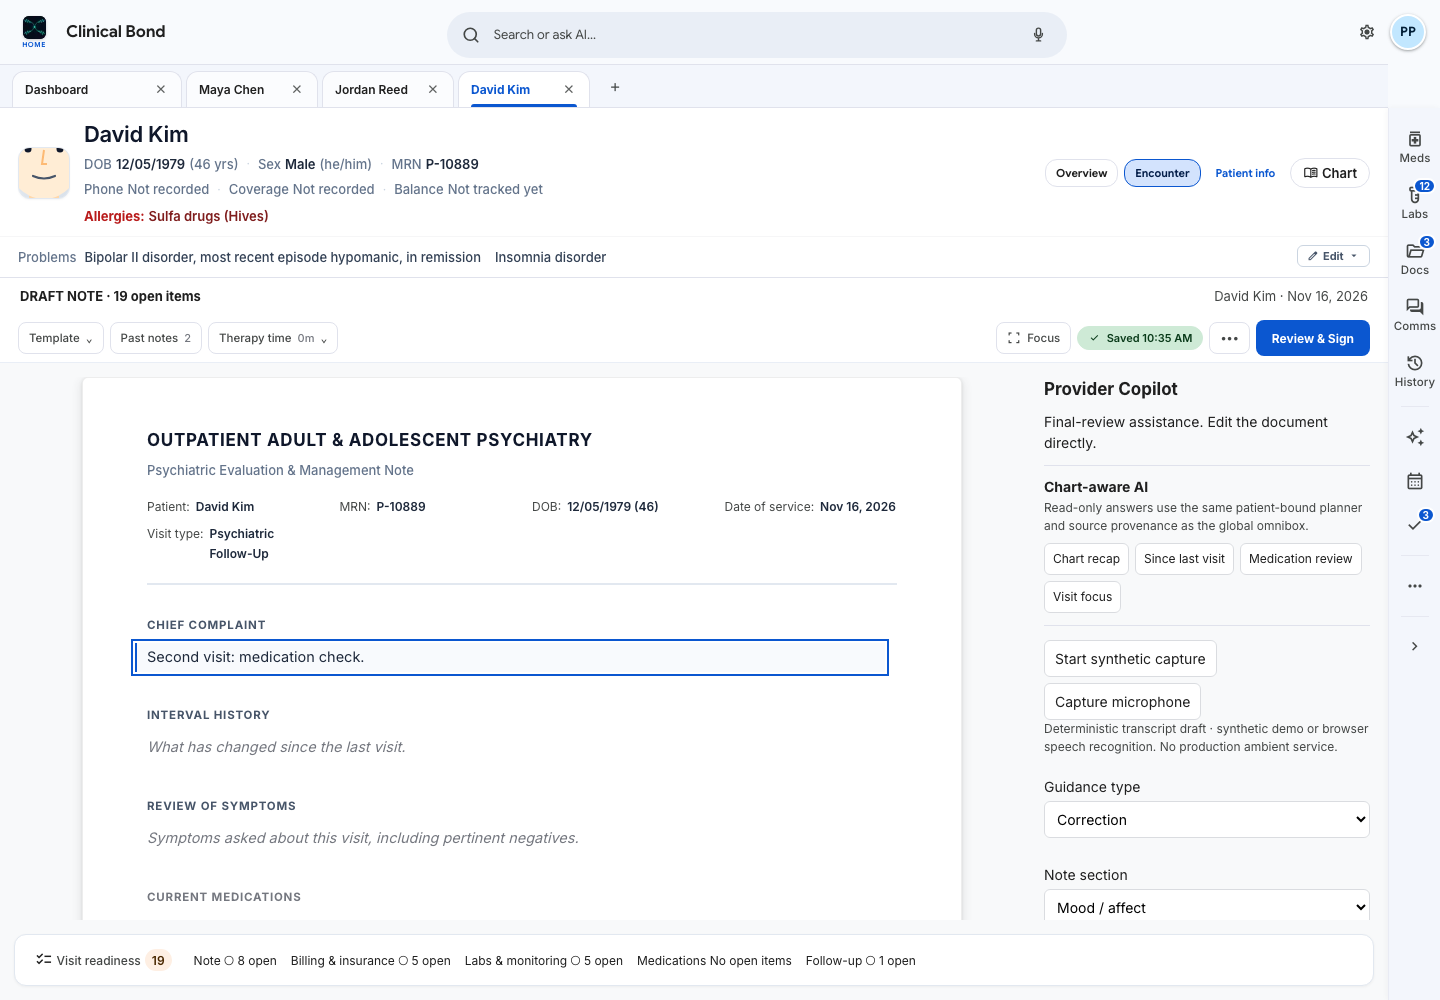 HOME
Clinical Bond
Search or ask AI...
PP
Dashboard
Maya Chen
Jordan Reed
David Kim
David Kim
DOB 12/05/1979 (46 yrs) · Sex Male (he/him) · MRN P-10889
Phone Not recorded · Coverage Not recorded · Balance Not tracked yet
Allergies: Sulfa drugs (Hives)
Overview
Encounter
Patient info
Chart
Problems Bipolar II disorder, most recent episode hypomanic, in remission Insomnia disorder
Edit
DRAFT NOTE · 19 open items
David Kim · Nov 16, 2026
Template
Past notes 2
Therapy time 0m
Focus
Saved 10:35 AM
Review & Sign
OUTPATIENT ADULT & ADOLESCENT PSYCHIATRY
Psychiatric Evaluation & Management Note
Patient: David Kim MRN: P-10889 DOB: 12/05/1979 (46) Date of service: Nov 16, 2026
Visit type: Psychiatric
Follow-Up
CHIEF COMPLAINT
Second visit: medication check.
INTERVAL HISTORY
What has changed since the last visit.
REVIEW OF SYMPTOMS
Symptoms asked about this visit, including pertinent negatives.
CURRENT MEDICATIONS
Provider Copilot
Final-review assistance. Edit the document
directly.
Chart-aware AI
Read-only answers use the same patient-bound planner
and source provenance as the global omnibox.
Chart recap
Since last visit
Medication review
Visit focus
Start synthetic capture
Capture microphone
Deterministic transcript draft · synthetic demo or browser
speech recognition. No production ambient service.
Guidance type
Correction
Note section
Mood / affect
Meds
12
Labs
3
Docs
Comms
History
3
Visit readiness 19 Note 8 open Billing & insurance 5 open Labs & monitoring 5 open Medications No open items Follow-up 1 open